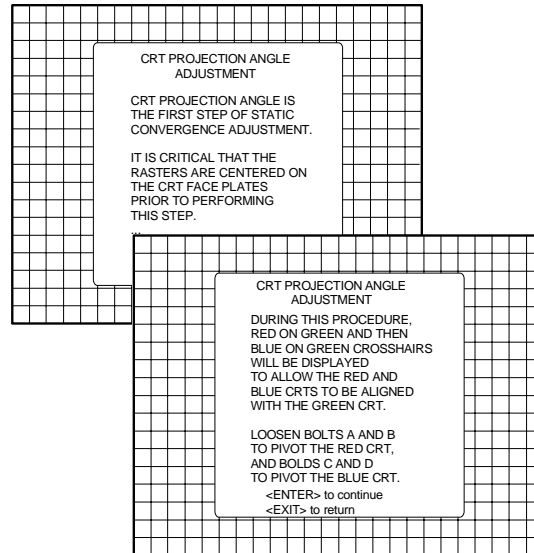 CRT PROJECTION ANGLE
ADJUSTMENT
CRT PROJECTION ANGLE IS
THE FIRST STEP OF STATIC
CONVERGENCE ADJUSTMENT.
IT IS CRITICAL THAT THE
RASTERS ARE CENTERED ON
THE CRT FACE PLATES
PRIOR TO PERFORMING
THIS STEP.
...
CRT PROJECTION ANGLE
ADJUSTMENT
DURING THIS PROCEDURE,
RED ON GREEN AND THEN
BLUE ON GREEN CROSSHAIRS
WILL BE DISPLAYED
TO ALLOW THE RED AND
BLUE CRTS TO BE ALIGNED
WITH THE GREEN CRT.
LOOSEN BOLTS A AND B
TO PIVOT THE RED CRT,
AND BOLDS C AND D
TO PIVOT THE BLUE CRT.
<ENTER> to continue
<EXIT> to return